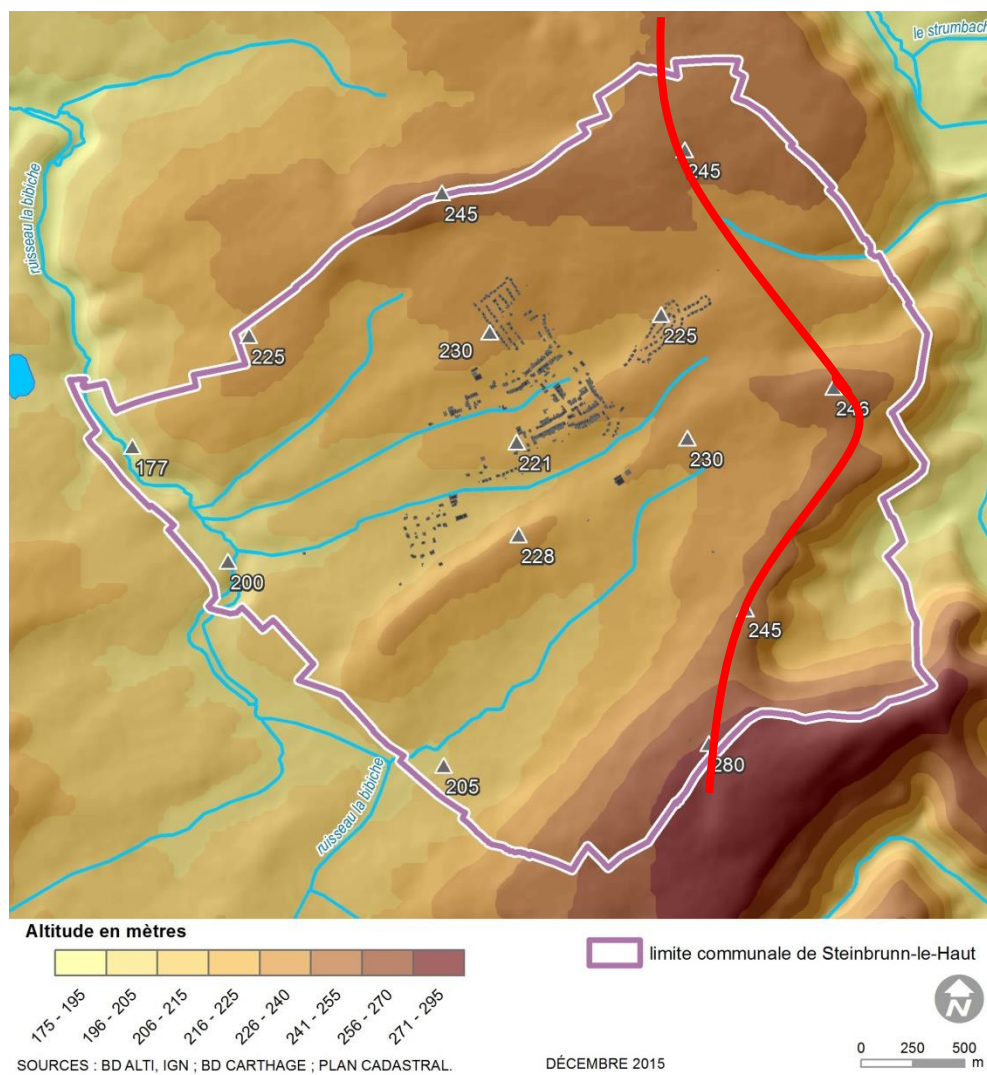 le strumbach
ruisseau la bibiche
245
245
225
230
225
246
177
221
230
228
200
245
280
205
ruisseau la bibiche
Altitude en mètres
175 - 195
196 - 205
206 - 215
216 - 225
226 - 240
241 - 255
256 - 270
271 - 295
limite communale de Steinbrunn-le-Haut
N
SOURCES : BD ALTI, IGN ; BD CARTHAGE ; PLAN CADASTRAL.
DÉCEMBRE 2015
0 250 500
m